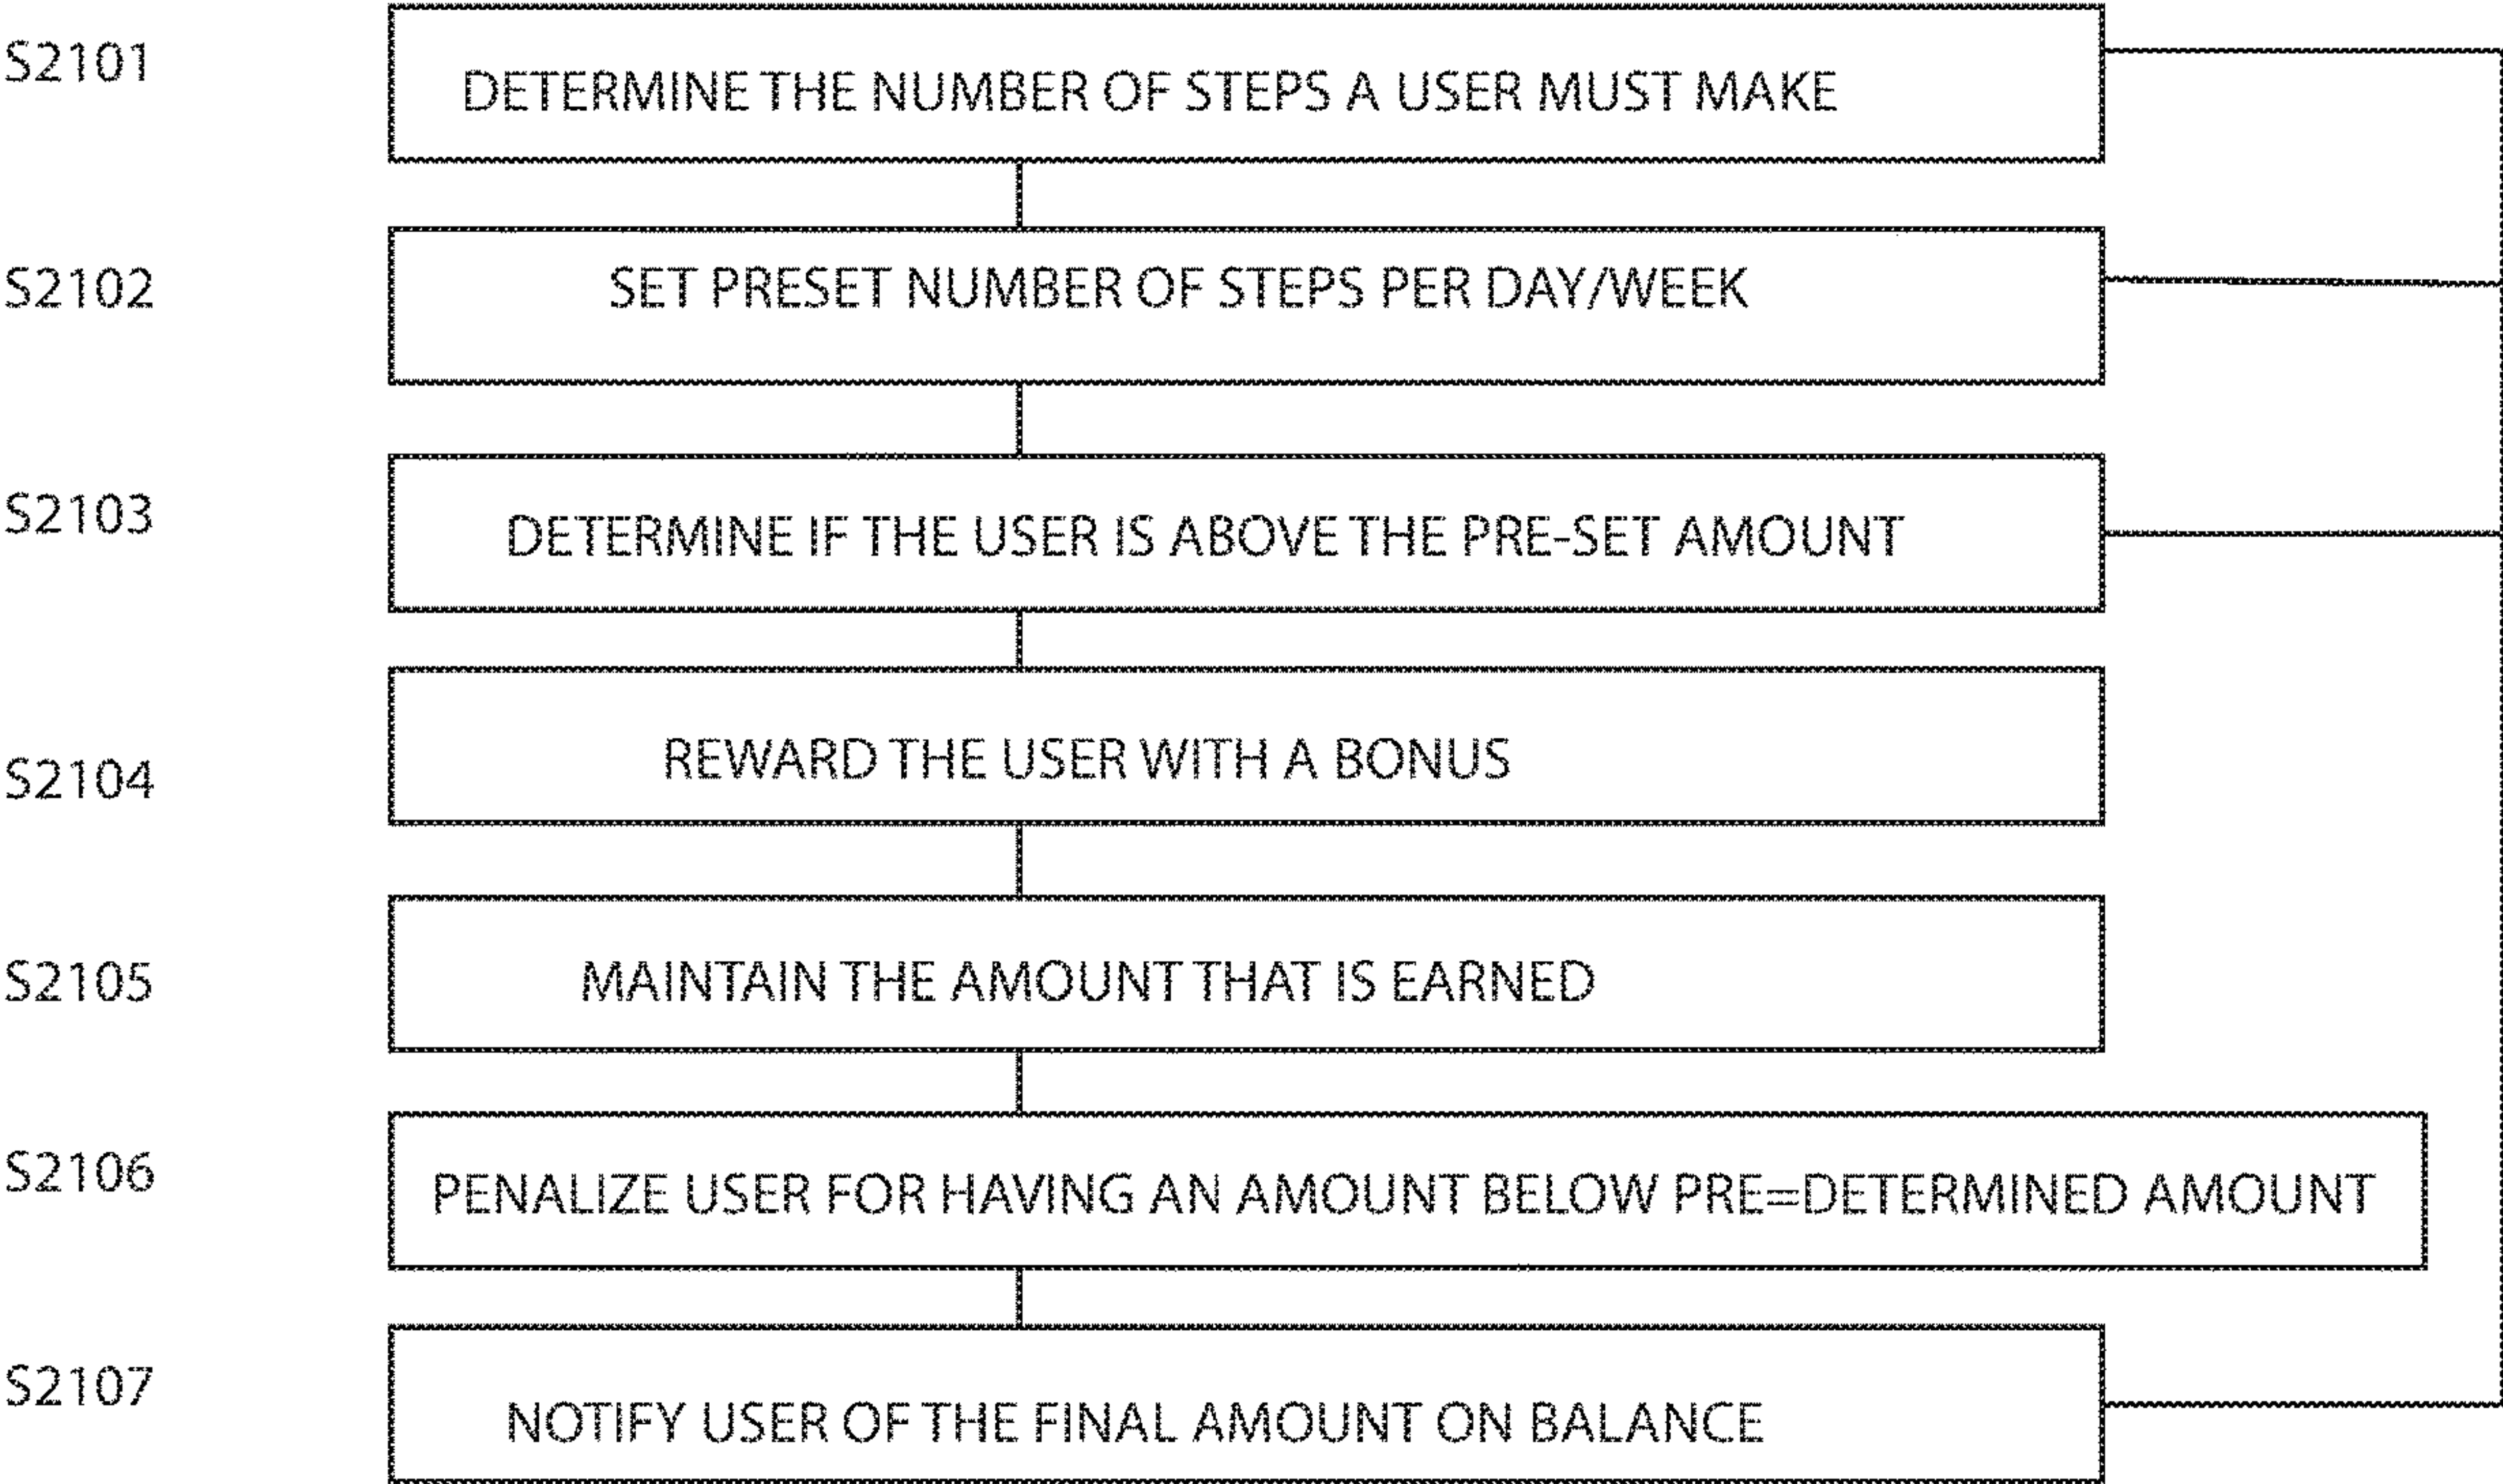 S2101
DETERMINE THE NUMBER OF STEPS A USER MUST MAKE
S2102
SET PRESET NUMBER OF STEPS PER DAY/WEEK
S2103
DETERMINE IF THE USER IS ABOVE THE PRE-SET AMOUNT
S2104
REWARD THE USER WITH A BONUS
S2105
MAINTAIN THE AMOUNT THAT IS EARNED
S2106
PENALIZE USER FOR HAVING AN AMOUNT BELOW PRE=DETERMINED AMOUNT
S2107
NOTIFY USER OF THE FINAL AMOUNT ON BALANCE